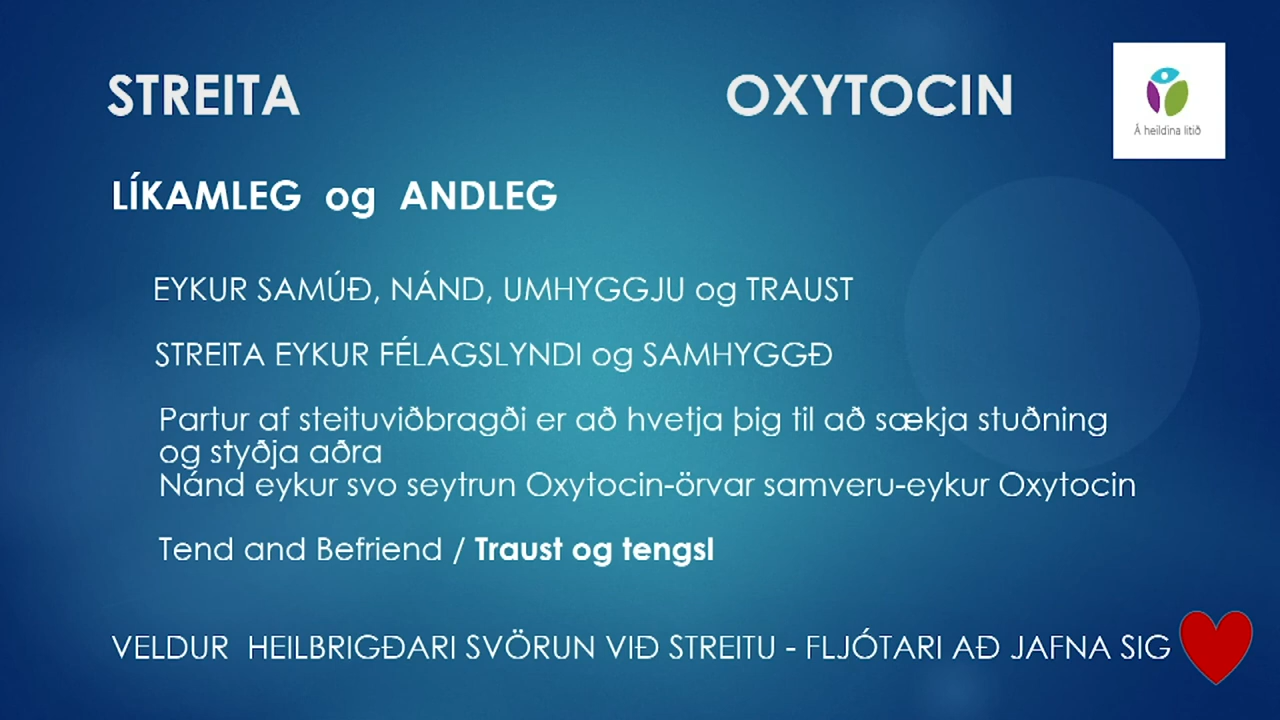 STREITA OXYTOCIN
Á heildina litið
LÍKAMLEG og ANDLEG
EYKUR SAMÚÐ, NÁND, UMHYGGJU og TRAUST
STREITA EYKUR FÉLAGSLYNDI og SAMHYGGÐ
Partur af steituviðbragði er að hvetja þig til að sækja stuðning
og styðja aðra
Nánd eykur svo seytrun Oxytocin-örvar samveru-eykur Oxytocin
Tend and Befriend / Traust og tengsl
VELDUR HEILBRIGÐARI SVÖRUN VIÐ STREITU - FLJÓTARI AÐ JAFNA SIG